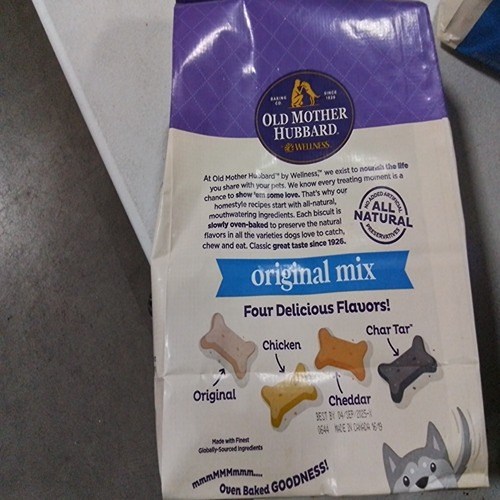 BAKING CO
SINCE 1926
OLD MOTHER
HUBBARD
BY WELLNESS
At Old Mother Hubbard™ by Wellness,™ we exist to nourish the life
you share with your pets. We know every treating moment is a
chance to show 'em some love. That's why our
homestyle recipes start with all-natural,
mouthwatering ingredients. Each biscuit is
slowly oven-baked to preserve the natural
flavors in all the varieties dogs love to catch,
chew and eat. Classic great taste since 1926.
NO ADDED ARTIFICIAL
ALL
NATURAL
PRESERVATIVES
original mix
Four Delicious Flavors!
Char Tar™
Chicken
Original
Cheddar
BEST BY
MADE IN CANADA
Made with Finest
Globally-Sourced Ingredients
mmmMMMmmm....
Oven Baked GOODNESS!